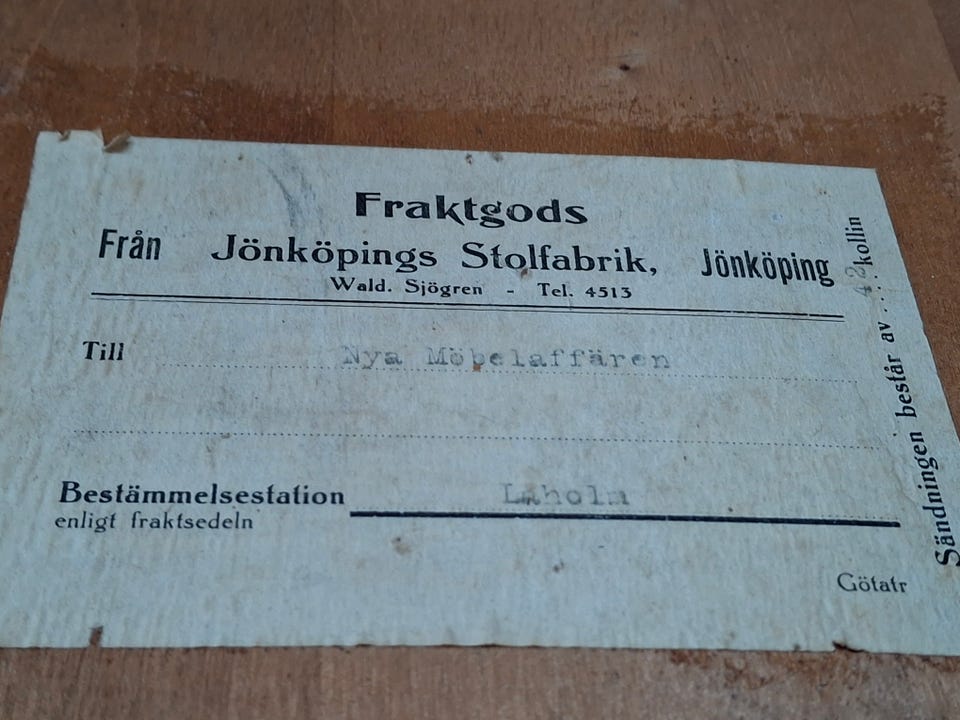 Fraktgods
Från Jönköpings Stolfabrik, Jönköping
Wald. Sjögren - Tel. 4513
Till Nya Möbelaffären
Bestämmelsestation Laholm
enligt fraktsedeln
Götatr
Sändningen består av .... kollin